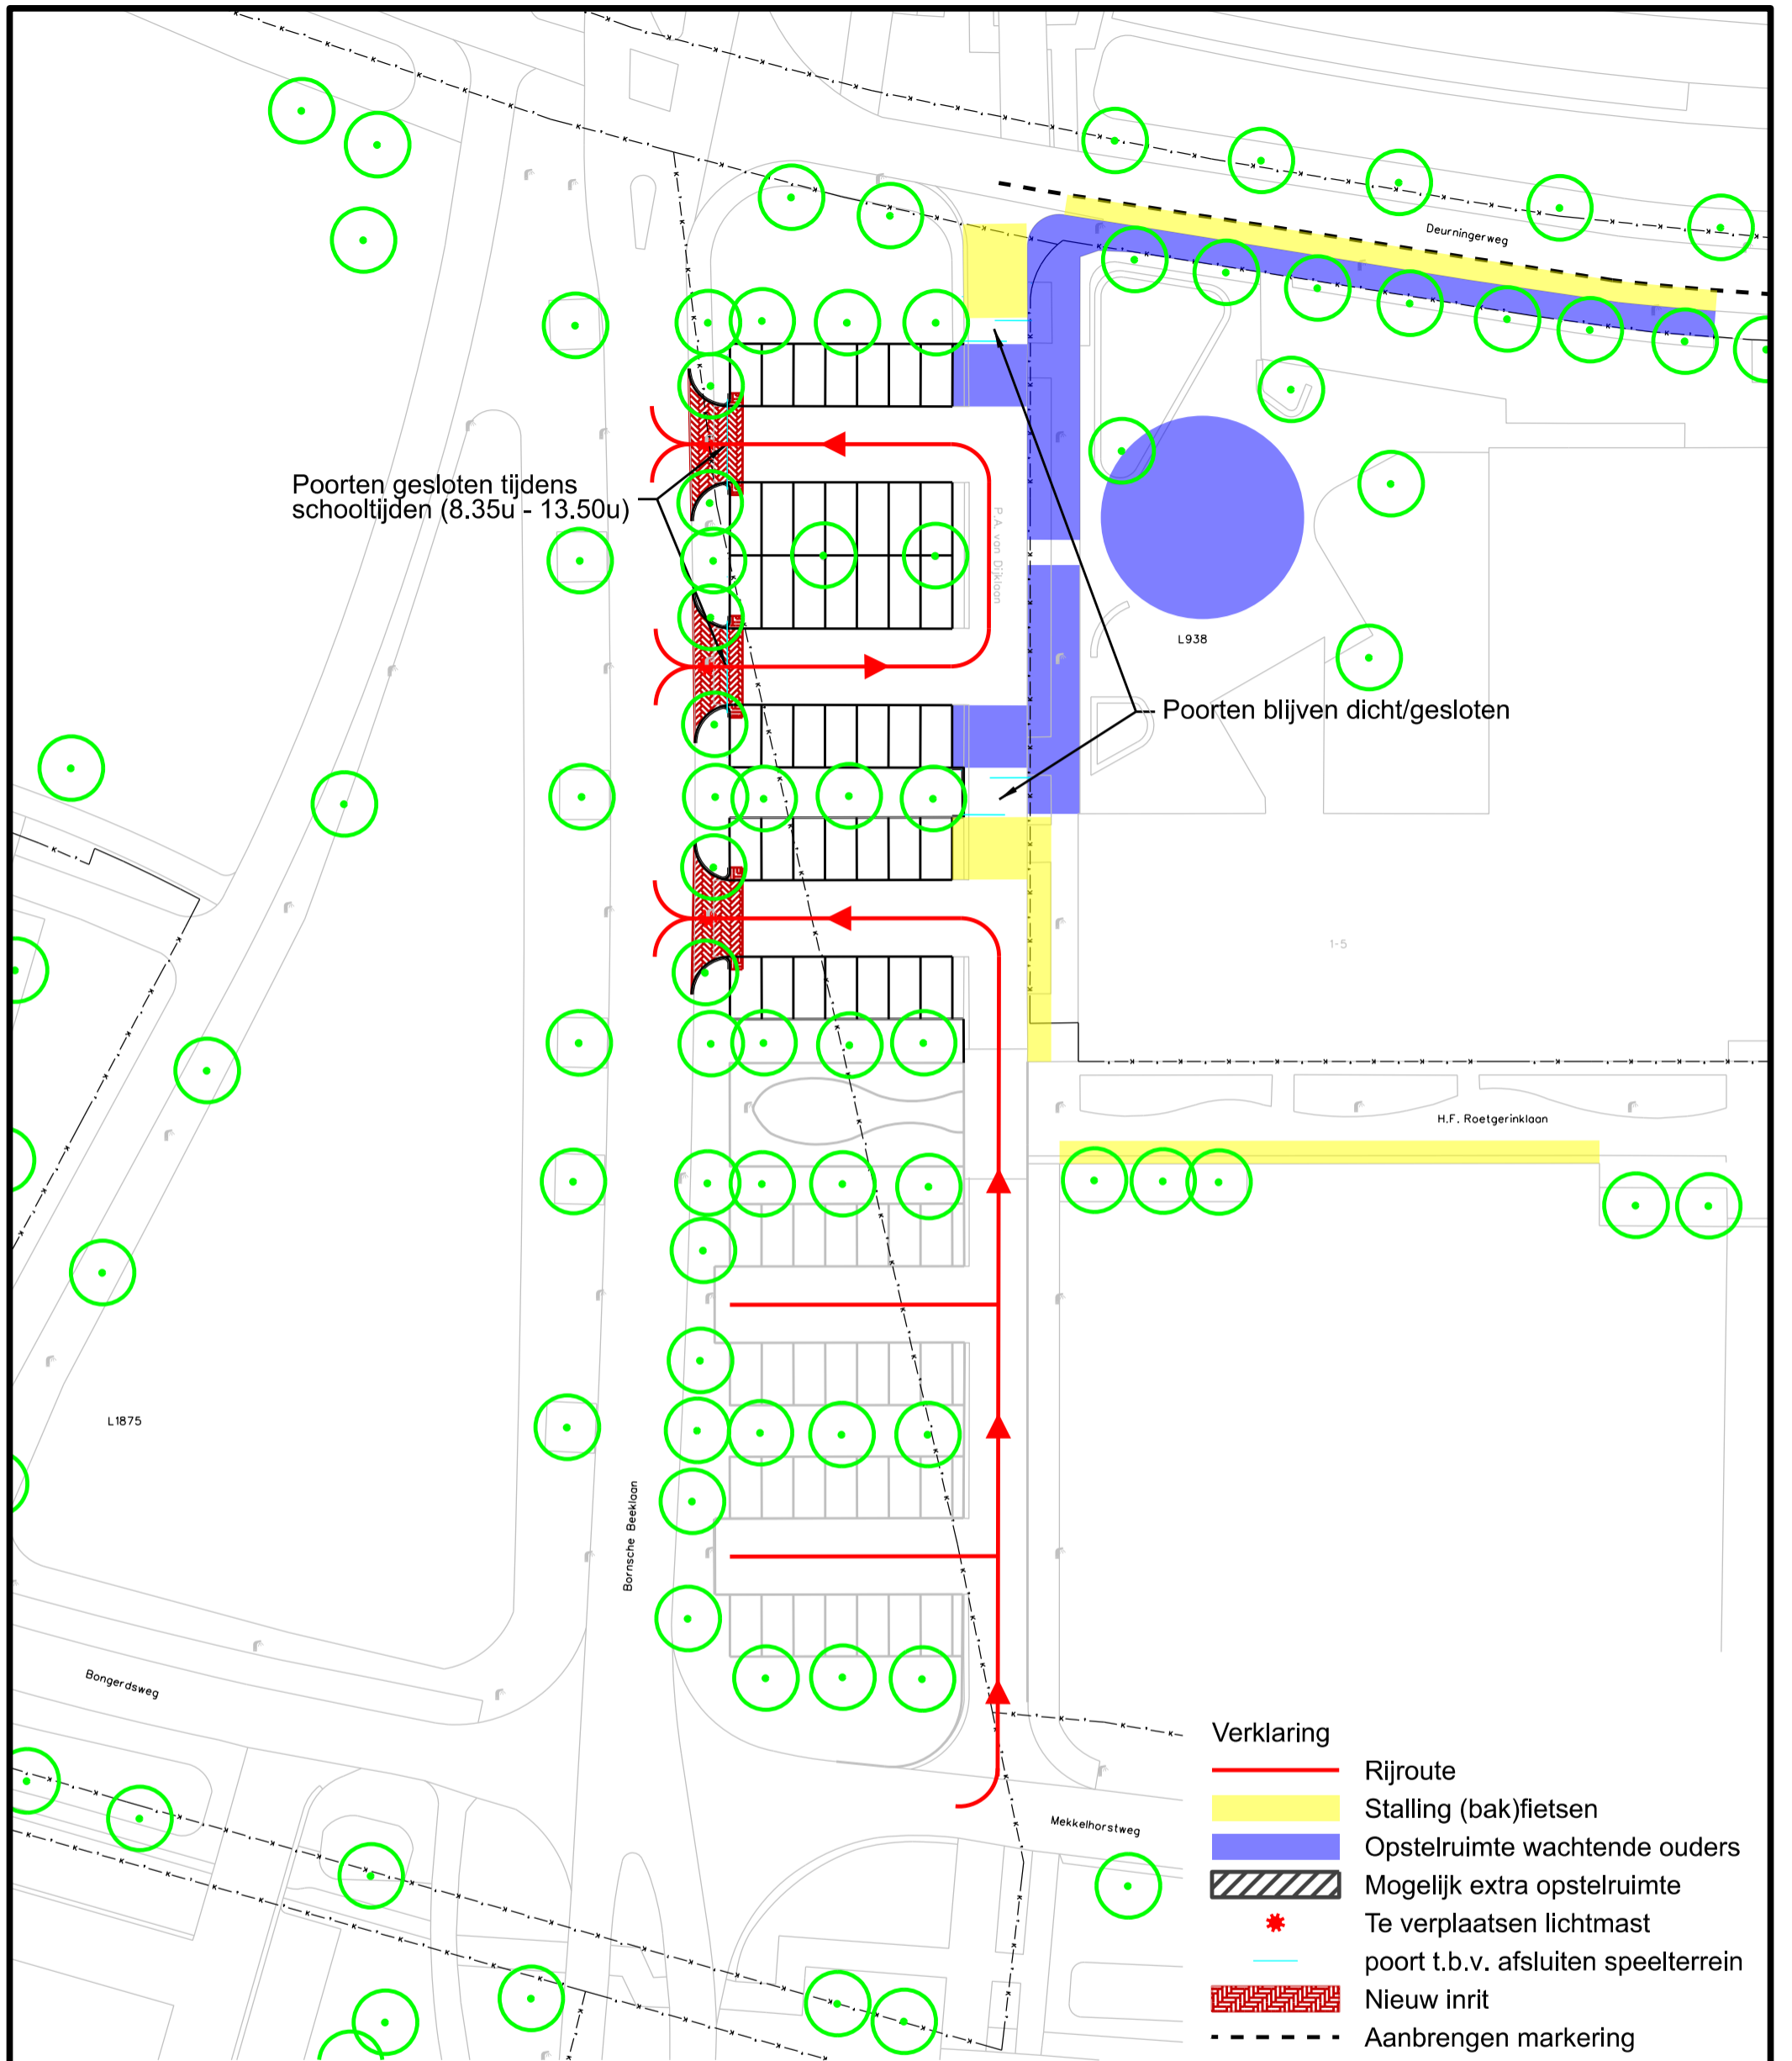 Deurningerweg
Poorten gesloten tijdens
schooltijden (8.35u - 13.50u)
P.A. van Dijklaan
L938
Poorten blijven dicht/gesloten
1-5
H.F. Roetgerinklaan
L1875
Bornsche Beeklaan
Bongerdsweg
Mekkelhorstweg
Verklaring
Rijroute
Stalling (bak)fietsen
Opstelruimte wachtende ouders
Mogelijk extra opstelruimte
Te verplaatsen lichtmast
poort t.b.v. afsluiten speelterrein
Nieuw inrit
Aanbrengen markering